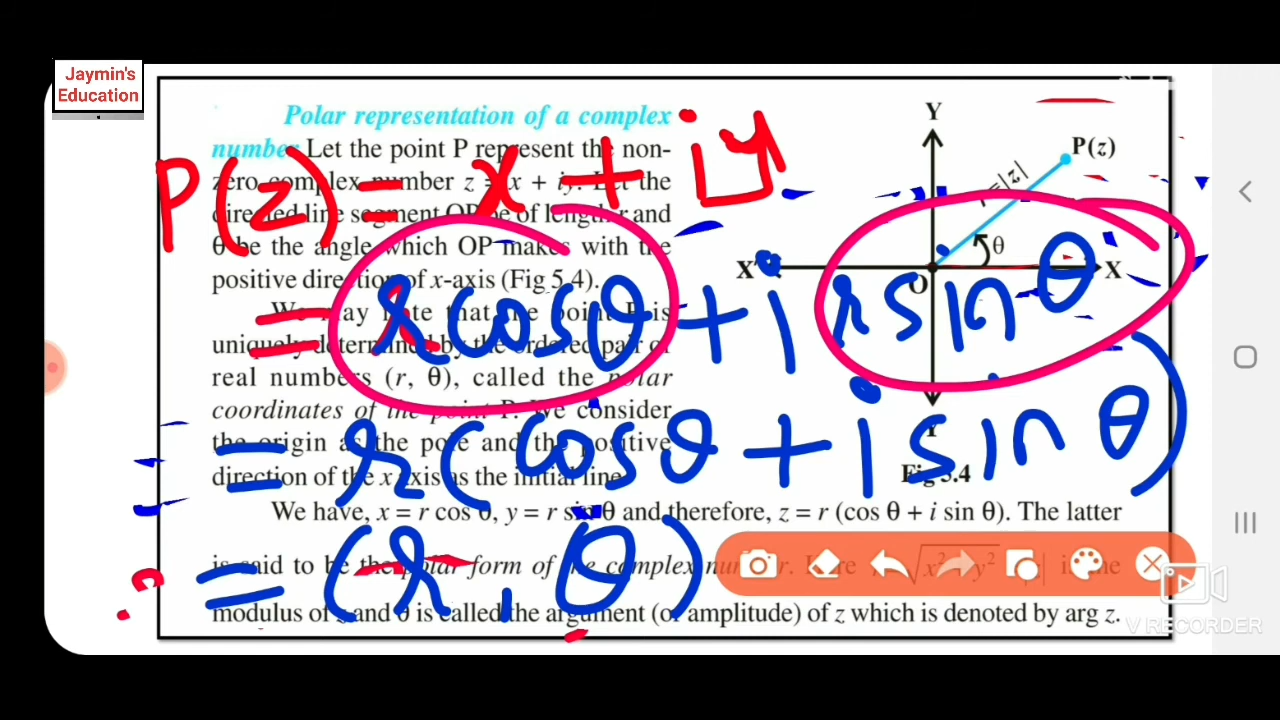 Jaymin's
Education
Polar representation of a complex
number Let the point P represent the non-
zero complex number z = x + iy. Let the
directed line segment OP be of length r and
θ be the angle which OP makes with the
positive direction of x-axis (Fig 5.4).
We may note that the point P is
uniquely determined by the ordered pair of
real numbers (r, θ), called the polar
coordinates of the point P. We consider
the origin as the pole and the positive
direction of the x axis as the initial line.
Y
P(z)
r=|z|
θ
X'
O
X
Y'
Fig 5.4
We have, x = r cos θ, y = r sin θ and therefore, z = r (cos θ + i sin θ). The latter
is said to be the polar form of the complex number. Here
modulus of z and θ is called the argument (or amplitude) of z which is denoted by arg z.
P(z) = x + iy
= r cosθ + i r sin θ
= r (cosθ + i sin θ)
= (r, θ)
V RECORDER